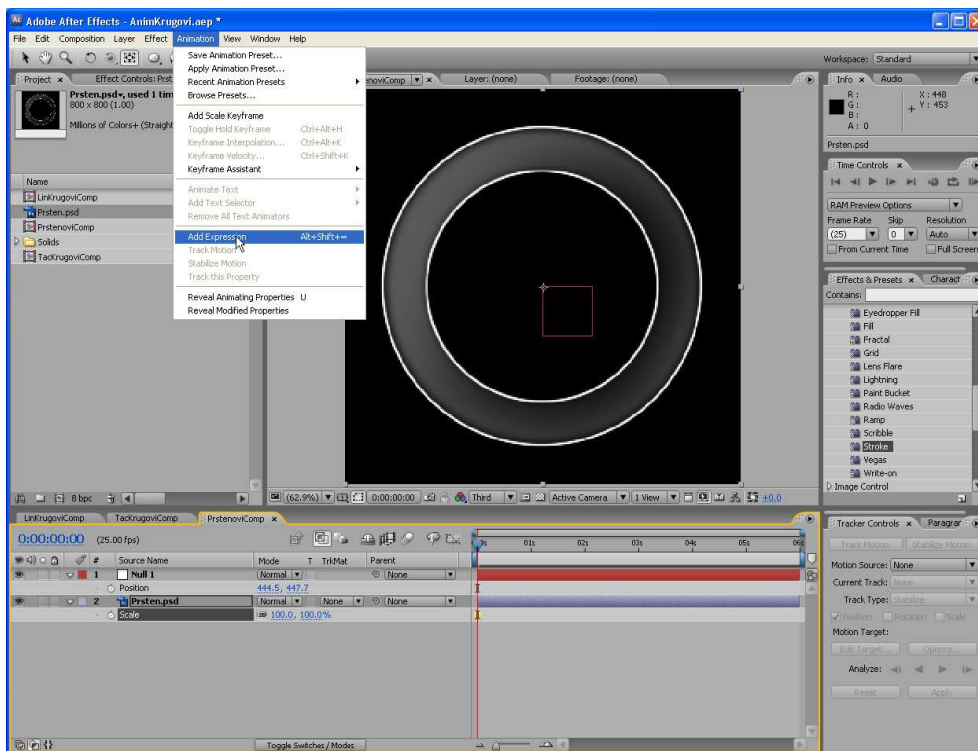 Adobe After Effects - AnimKrugovi.aep *
File Edit Composition Layer Effect Animation View Window Help
Workspace: Standard
Project × Effect Controls: Prst
Prsten.psd▾, used 1 tim
800 x 800 (1.00)
Millions of Colors+ (Straight
Name
LinKrugoviComp
Prsten.psd
PrstenoviComp
Solids
TacKrugoviComp
8 bpc
Save Animation Preset...
Apply Animation Preset...
Recent Animation Presets
Browse Presets...
Add Scale Keyframe
Toggle Hold Keyframe Ctrl+Alt+H
Keyframe Interpolation... Ctrl+Alt+K
Keyframe Velocity... Ctrl+Shift+K
Keyframe Assistant
Animate Text
Add Text Selector
Remove All Text Animators
Add Expression Alt+Shift+=
Track Motion
Stabilize Motion
Track this Property
Reveal Animating Properties U
Reveal Modified Properties
enoviComp × Layer: (none) Footage: (none)
(62.9%) 0:00:00:00 Third Active Camera 1 View +0.0
Info × Audio
R: X : 448
G: + Y : 453
B:
A: 0
Prsten.psd
Time Controls ×
RAM Preview Options
Frame Rate Skip Resolution
(25) 0 Auto
From Current Time Full Screen
Effects & Presets × Charact
Contains:
Eyedropper Fill
Fill
Fractal
Grid
Lens Flare
Lightning
Paint Bucket
Radio Waves
Ramp
Scribble
Stroke
Vegas
Write-on
Image Control
LinKrugoviComp TacKrugoviComp PrstenoviComp ×
0:00:00:00 (25.00 fps)
# Source Name Mode T TrkMat Parent
01s 02s 03s 04s 05s 06s
1 Null 1 Normal None
Position 444.5, 447.7
2 Prsten.psd Normal None None
Scale 100.0, 100.0%
Toggle Switches / Modes
Tracker Controls × Paragrar
Track Motion Stabilize Motion
Motion Source: None
Current Track: None
Track Type: Stabilize
Position Rotation Scale
Motion Target:
Edit Target... Options...
Analyze:
Reset Apply